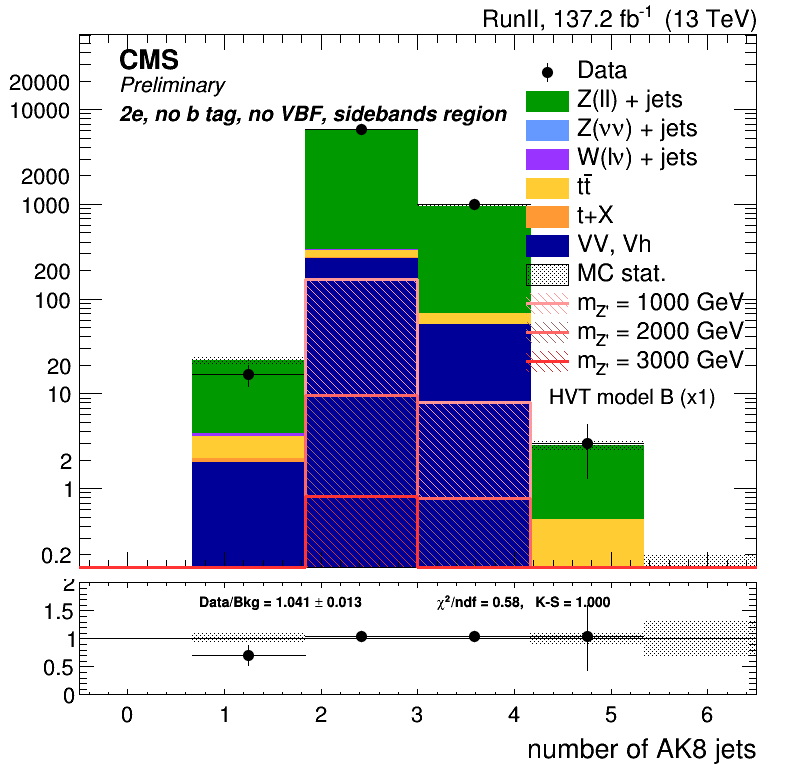 RunII, 137.2 fb⁻¹ (13 TeV)
CMS
Preliminary
2e, no b tag, no VBF, sidebands region
Data
Z(ll) + jets
Z(νν) + jets
W(lν) + jets
tt̄
t+X
VV, Vh
MC stat.
m_Z' = 1000 GeV
m_Z' = 2000 GeV
m_Z' = 3000 GeV
HVT model B (x1)
20000
10000
2000
1000
200
100
20
10
2
1
0.2
2
1.5
1
0.5
0
Data/Bkg = 1.041 ± 0.013
χ²/ndf = 0.58, K-S = 1.000
0 1 2 3 4 5 6
number of AK8 jets